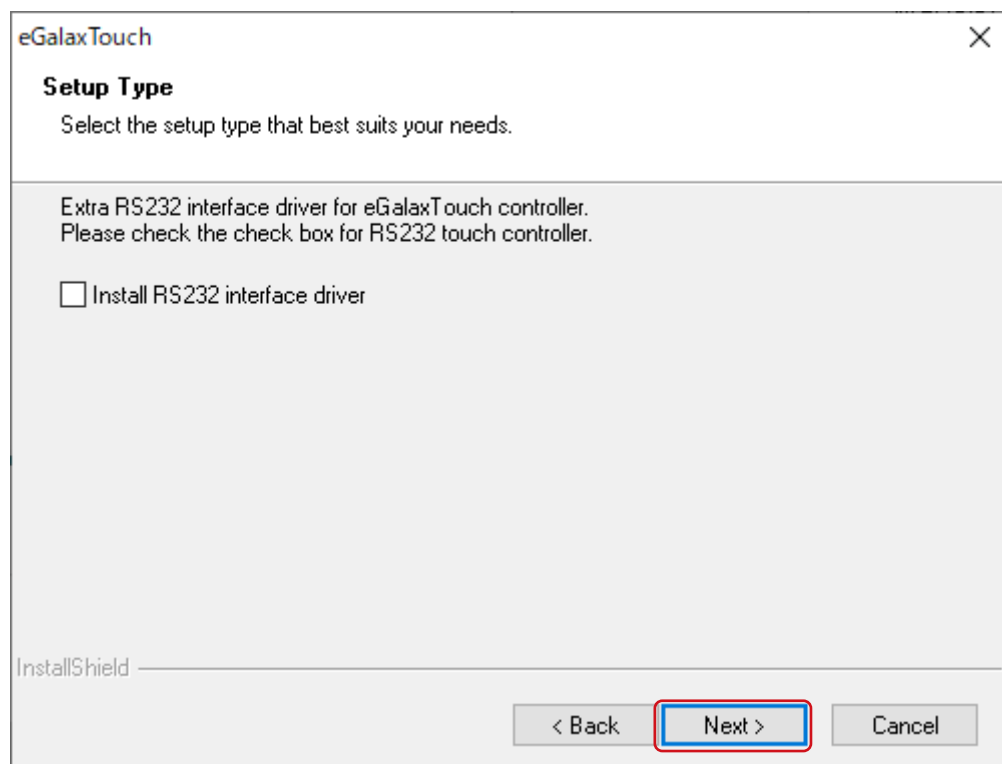 eGalaxTouch
Setup Type
Select the setup type that best suits your needs.
Extra RS232 interface driver for eGalaxTouch controller.
Please check the check box for RS232 touch controller.
Install RS232 interface driver
InstallShield
< Back
Next >
Cancel